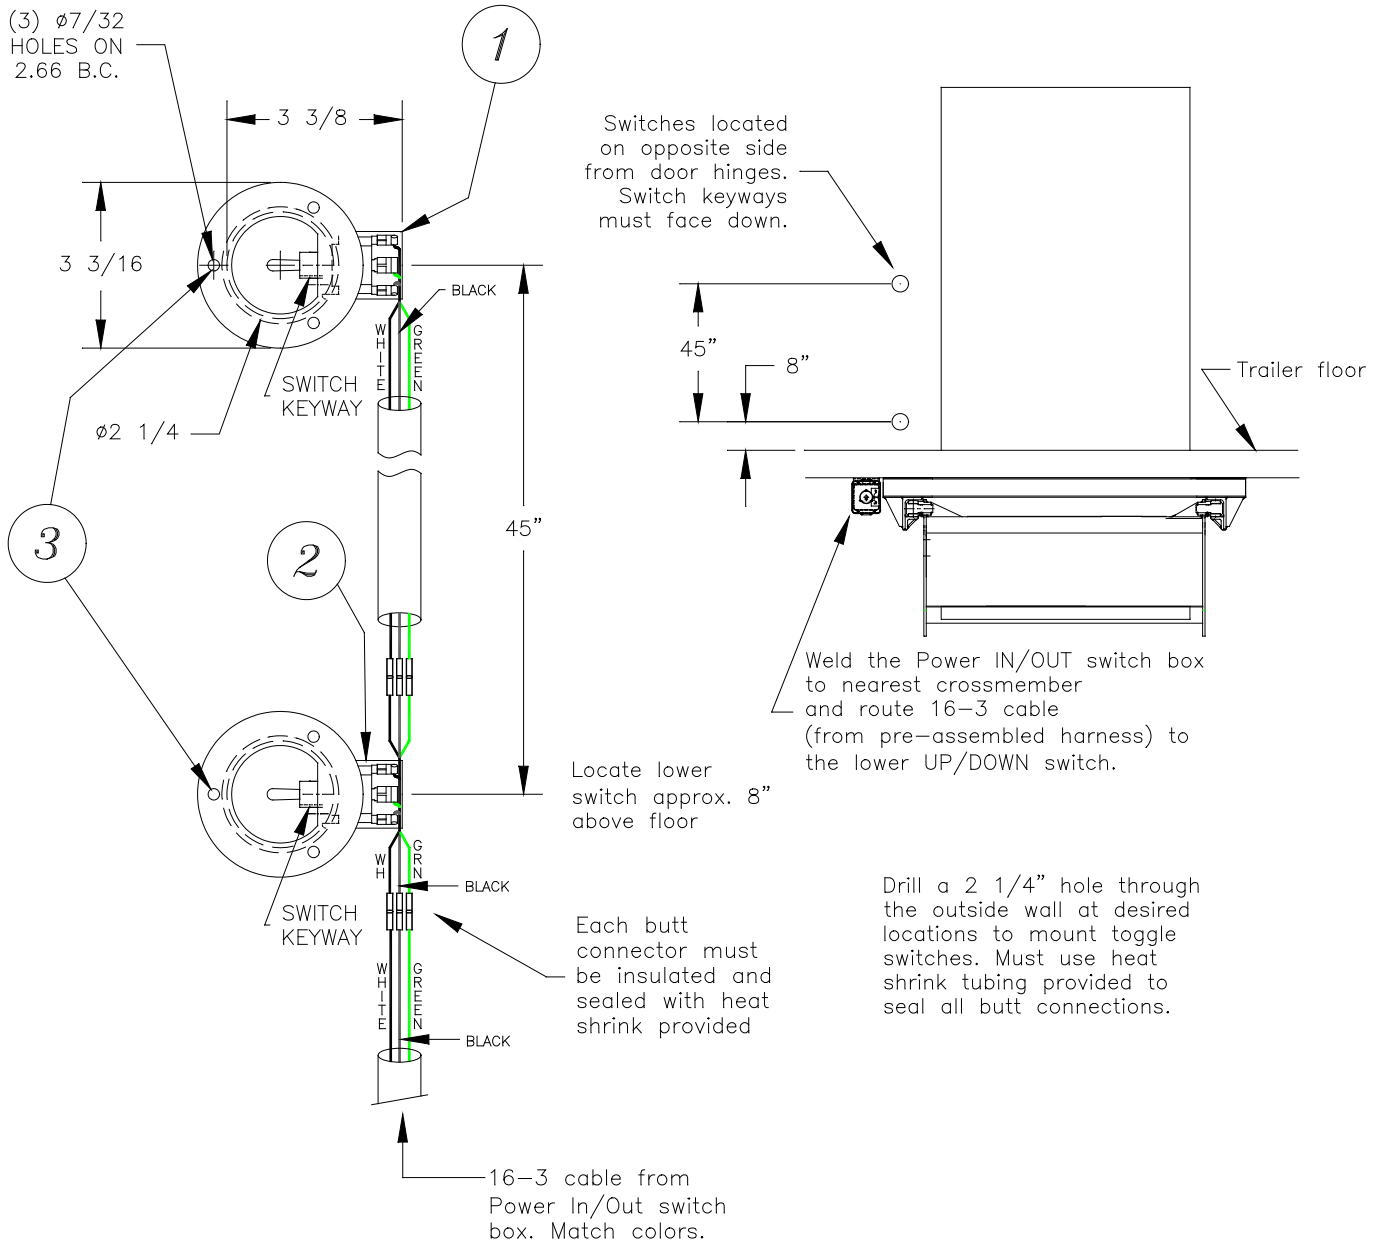 (3) ø7/32
HOLES ON
2.66 B.C.
1
3 3/8
3 3/16
BLACK
WHITE
GREEN
SWITCH
KEYWAY
ø2 1/4
3
2
45”
WH
GRN
BLACK
SWITCH
KEYWAY
WHITE
GREEN
BLACK
Locate lower
switch approx. 8”
above floor
Each butt
connector must
be insulated and
sealed with heat
shrink provided
16-3 cable from
Power In/Out switch
box. Match colors.
Switches located
on opposite side
from door hinges.
Switch keyways
must face down.
45”
8”
Trailer floor
Weld the Power IN/OUT switch box
to nearest crossmember
and route 16-3 cable
(from pre-assembled harness) to
the lower UP/DOWN switch.
Drill a 2 1/4” hole through
the outside wall at desired
locations to mount toggle
switches. Must use heat
shrink tubing provided to
seal all butt connections.